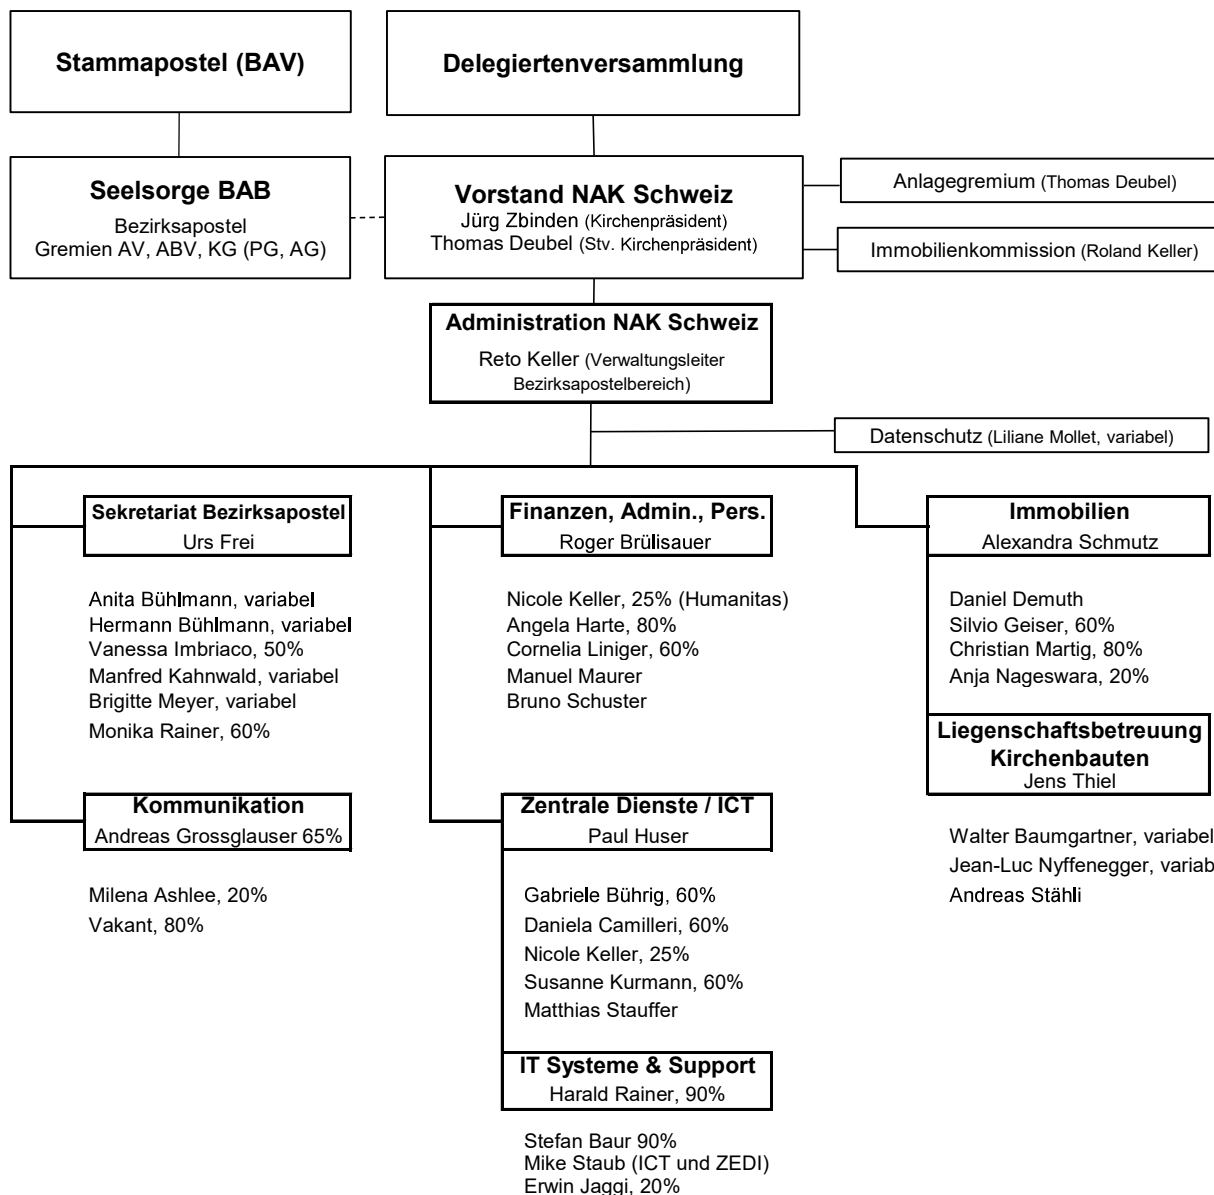 Stammapostel (BAV)
Delegiertenversammlung
Seelsorge BAB
Bezirksapostel
Gremien AV, ABV, KG (PG, AG)
Vorstand NAK Schweiz
Jürg Zbinden (Kirchenpräsident)
Thomas Deubel (Stv. Kirchenpräsident)
Anlagegremium (Thomas Deubel)
Immobilienkommission (Roland Keller)
Administration NAK Schweiz
Reto Keller (Verwaltungsleiter
Bezirksapostelbereich)
Datenschutz (Liliane Mollet, variabel)
Sekretariat Bezirksapostel
Urs Frei
Anita Bühlmann, variabel
Hermann Bühlmann, variabel
Vanessa Imbriaco, 50%
Manfred Kahnwald, variabel
Brigitte Meyer, variabel
Monika Rainer, 60%
Kommunikation
Andreas Grossglauser 65%
Milena Ashlee, 20%
Vakant, 80%
Finanzen, Admin., Pers.
Roger Brülisauer
Nicole Keller, 25% (Humanitas)
Angela Harte, 80%
Cornelia Liniger, 60%
Manuel Maurer
Bruno Schuster
Zentrale Dienste / ICT
Paul Huser
Gabriele Bührig, 60%
Daniela Camilleri, 60%
Nicole Keller, 25%
Susanne Kurmann, 60%
Matthias Stauffer
IT Systeme & Support
Harald Rainer, 90%
Stefan Baur 90%
Mike Staub (ICT und ZEDI)
Erwin Jaggi, 20%
Immobilien
Alexandra Schmutz
Daniel Demuth
Silvio Geiser, 60%
Christian Martig, 80%
Anja Nageswara, 20%
Liegenschaftsbetreuung
Kirchenbauten
Jens Thiel
Walter Baumgartner, variabel
Jean-Luc Nyffenegger, variab
Andreas Stähli